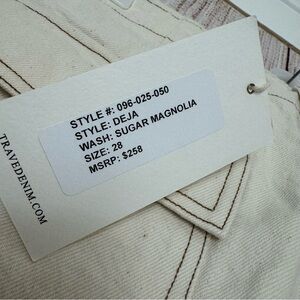 STYLE #: 096-025-050
STYLE: DEJA
WASH: SUGAR MAGNOLIA
SIZE: 28
MSRP: $258
TRAVEDENIM.COM